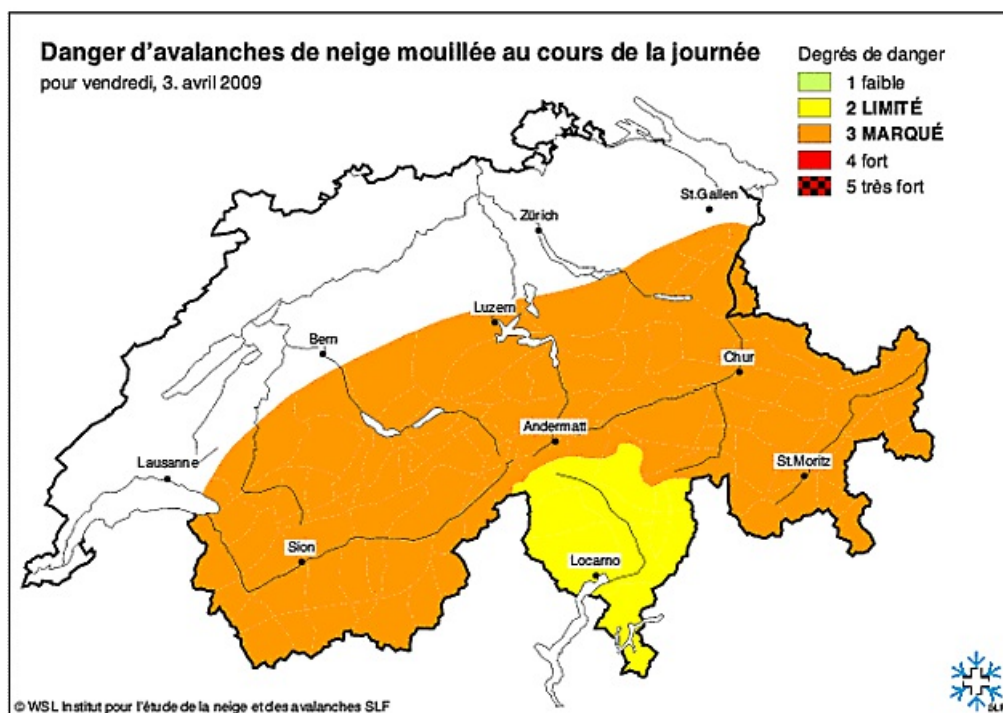 Danger d'avalanches de neige mouillée au cours de la journée
pour vendredi, 3. avril 2009
Degrés de danger
1 faible
2 LIMITÉ
3 MARQUÉ
4 fort
5 très fort
St.Gallen
Zürich
Luzern
Bern
Chur
Andermatt
Lausanne
St.Moritz
Sion
Locarno
© WSL Institut pour l'étude de la neige et des avalanches SLF
SLF